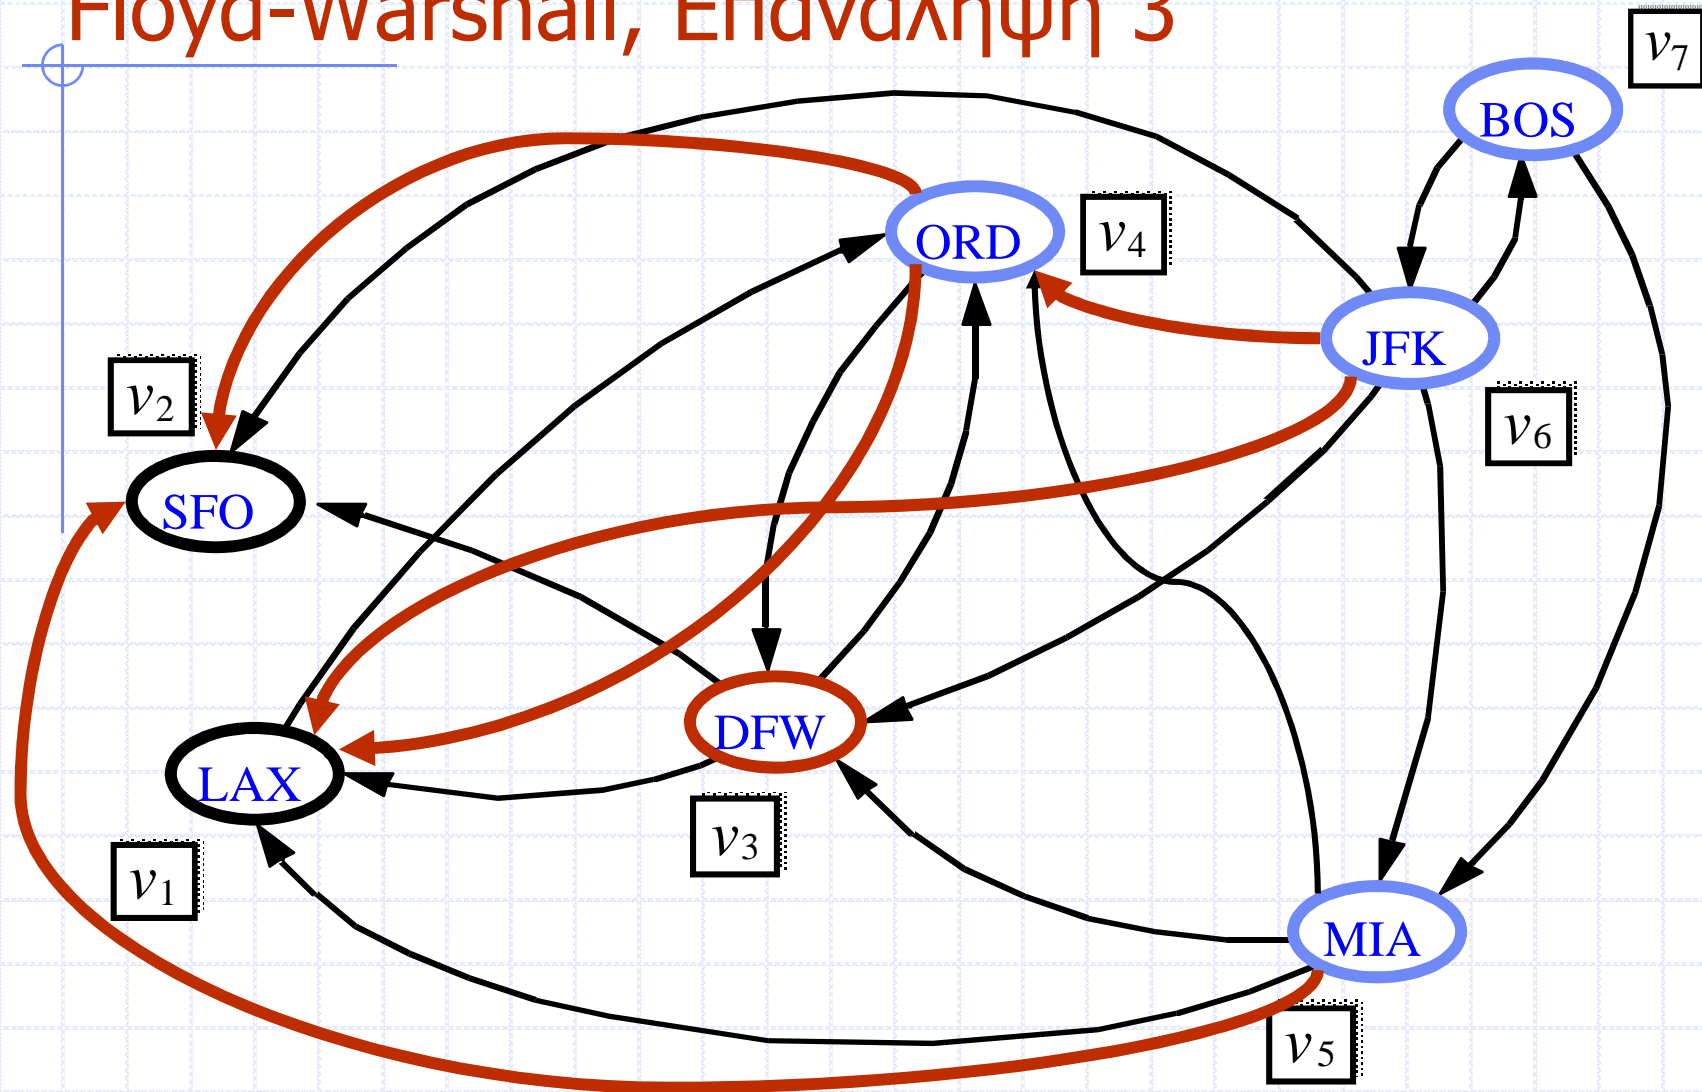 Floyd-Warshall, Επανάληψη 3
v7
BOS
ORD
v4
JFK
v2
v6
SFO
DFW
LAX
v3
v1
MIA
v5